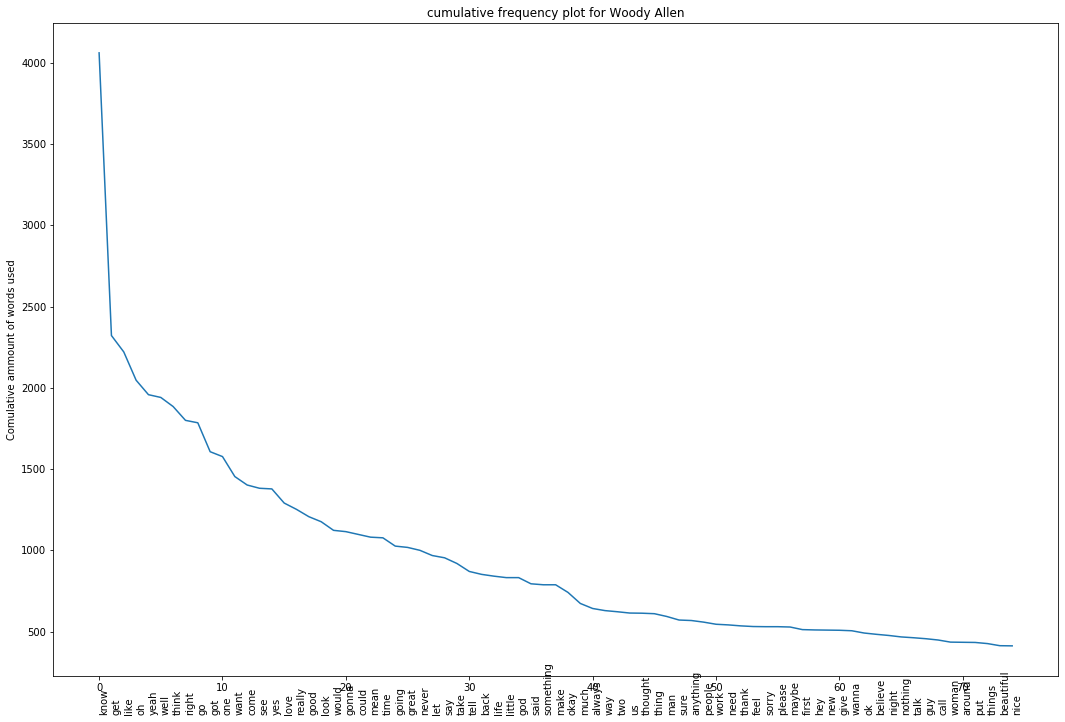 cumulative frequency plot for Woody Allen
Comulative ammount of words used
4000
3500
3000
2500
2000
1500
1000
500
0 10 20 30 40 50 60 70
know
get
like
oh
yeah
well
think
right
go
got
one
want
come
see
yes
love
really
good
look
would
gonna
could
mean
time
going
great
never
let
say
take
tell
back
life
little
god
said
something
make
okay
much
always
way
two
us
thought
thing
man
sure
anything
people
work
need
thank
feel
sorry
please
maybe
first
hey
new
give
wanna
ok
believe
night
nothing
talk
guy
call
woman
around
put
things
beautiful
nice